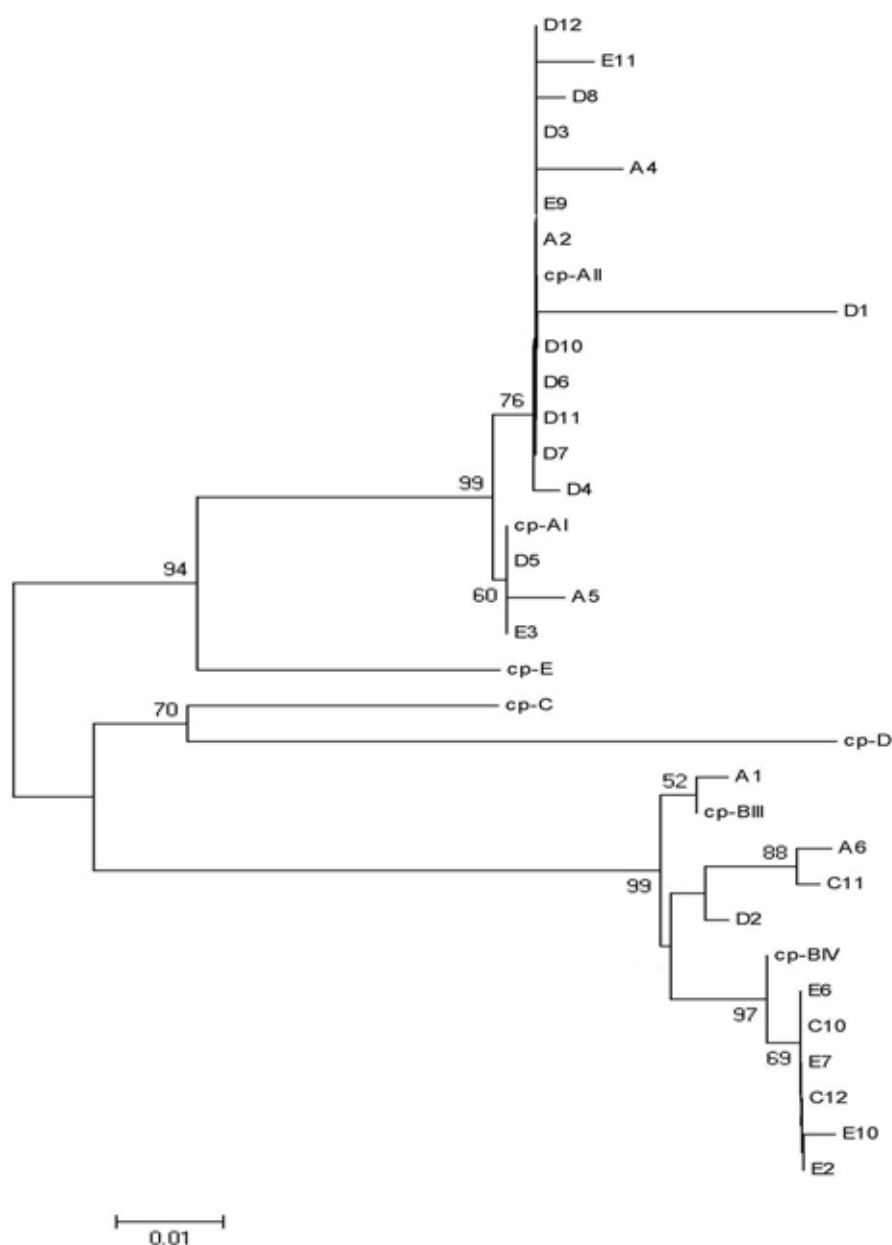 D12
E11
D8
D3
A4
E9
A2
cp-AII
D1
D10
D6
76
D11
D7
99
D4
cp-AI
D5
94
60
A5
E3
cp-E
70
cp-C
cp-D
52
A1
cp-BIII
88
A6
99
C11
D2
cp-BIV
97
E6
C10
69
E7
C12
E10
E2
0.01